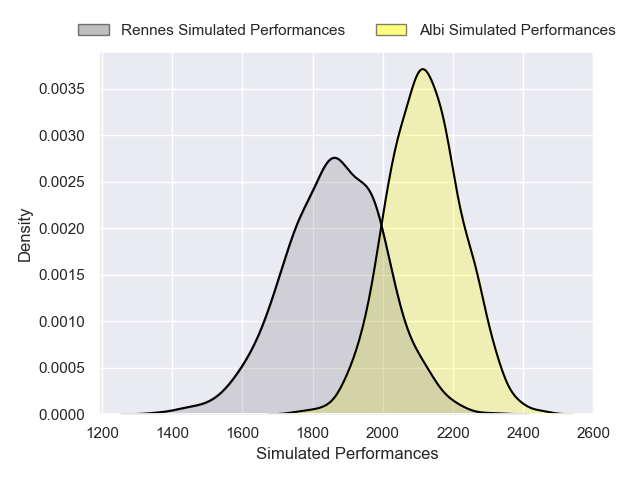 Rennes Simulated Performances
Albi Simulated Performances
0.0035
0.0030
0.0025
0.0020
0.0015
0.0010
0.0005
0.0000
Density
1200 1400 1600 1800 2000 2200 2400 2600
Simulated Performances